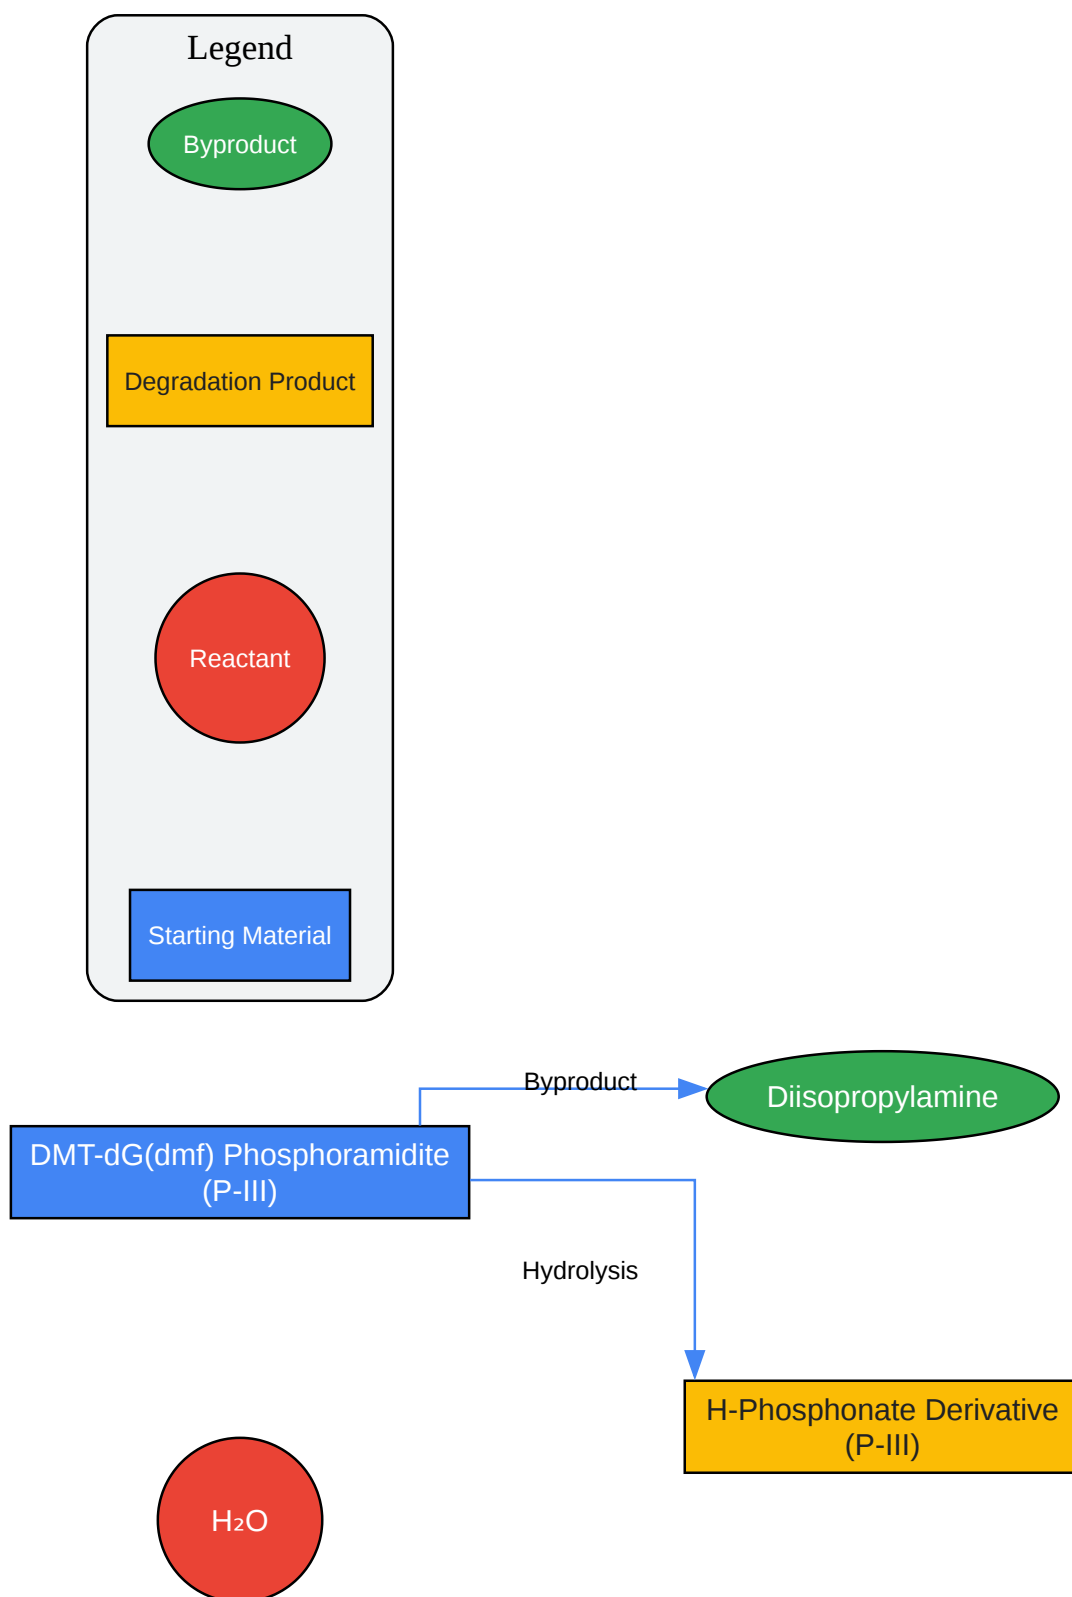 Legend
Byproduct
Degradation Product
Reactant
Starting Material
Byproduct
Diisopropylamine
DMT-dG(dmf) Phosphoramidite
(P-III)
Hydrolysis
H-Phosphonate Derivative
(P-III)
H₂O